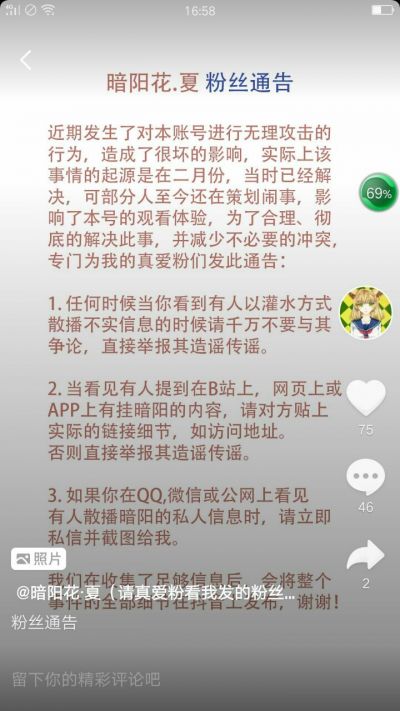 4G
16:58
暗阳花.夏 粉丝通告
近期发生了对本账号进行无理攻击的
行为，造成了很坏的影响，实际上该
事情的起源是在二月份，当时已经解
决，可部分人至今还在策划闹事，影
响了本号的观看体验，为了合理、彻
底的解决此事，并减少不必要的冲突，
专门为我的真爱粉们发此通告：
69%
1. 任何时候当你看到有人以灌水方式
散播不实信息的时候请千万不要与其
争论，直接举报其造谣传谣。
2. 当看见有人提到在B站上，网页上或
APP上有挂暗阳的内容，请对方贴上
实际的链接细节，如访问地址。
否则直接举报其造谣传谣。
75
3. 如果你在QQ,微信或公网上看见
有人散播暗阳的私人信息时，请立即
私信并截图给我。
46
照片
我们在收集了足够信息后，会将整个
事件的全部细节在抖音上发布，谢谢！
2
@暗阳花·夏（请真爱粉看我发的粉丝...
粉丝通告
留下你的精彩评论吧